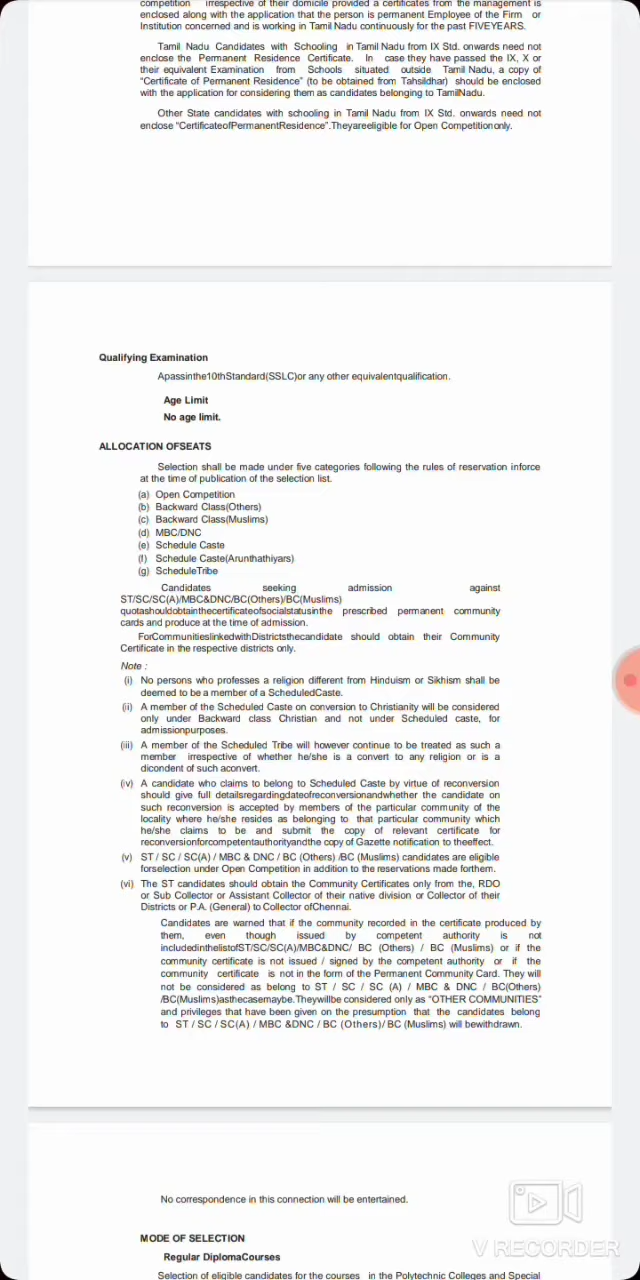 competition irrespective of their domicile provided a certificates from the management is
enclosed along with the application that the person is permanent Employee of the Firm or
Institution concerned and is working in Tamil Nadu continuously for the past FIVEYEARS.
Tamil Nadu Candidates with Schooling in Tamil Nadu from IX Std. onwards need not
enclose the Permanent Residence Certificate. In case they have passed the IX, X or
their equivalent Examination from Schools situated outside Tamil Nadu, a copy of
"Certificate of Permanent Residence" (to be obtained from Tahsildhar) should be enclosed
with the application for considering them as candidates belonging to TamilNadu.
Other State candidates with schooling in Tamil Nadu from IX Std. onwards need not
endose "CertificateofPermanentResidence".Theyareeligible for Open Competitiononly.
Qualifying Examination
Apassinthe10thStandard(SSLC)or any other equivalentqualification.
Age Limit
No age limit.
ALLOCATION OFSEATS
Selection shall be made under five categories following the rules of reservation inforce
at the time of publication of the selection list.
(a) Open Competition
(b) Backward Class(Others)
(c) Backward Class(Muslims)
(d) MBC/DNC
(e) Schedule Caste
(f) Schedule Caste(Arunthathiyars)
(g) ScheduleTribe
Candidates seeking admission against
ST/SC/SC(A)/MBC&DNC/BC(Others)/BC(Muslims)
quotashouldobtainthecertificateofsocialstatusinthe prescribed permanent community
cards and produce at the time of admission.
ForCommunitieslinkedwithDistrictsthecandidate should obtain their Community
Certificate in the respective districts only.
Note :
(i) No persons who professes a religion different from Hinduism or Sikhism shall be
deemed to be a member of a ScheduledCaste.
(ii) A member of the Scheduled Caste on conversion to Christianity will be considered
only under Backward class Christian and not under Scheduled caste, for
admissionpurposes.
(iii) A member of the Scheduled Tribe will however continue to be treated as such a
member irrespective of whether he/she is a convert to any religion or is a
dicondent of such aconvert.
(iv) A candidate who claims to belong to Scheduled Caste by virtue of reconversion
should give full detailsregardingdateofreconversionandwhether the candidate on
such reconversion is accepted by members of the particular community of the
locality where he/she resides as belonging to that particular community which
he/she claims to be and submit the copy of relevant certificate for
reconversionforcompetentauthorityandthe copy of Gazette notification to theeffect.
(v) ST / SC / SC(A) / MBC & DNC / BC (Others) /BC (Muslims) candidates are eligible
forselection under Open Competition in addition to the reservations made forthem.
(vi) The ST candidates should obtain the Community Certificates only from the, RDO
or Sub Collector or Assistant Collector of their native division or Collector of their
Districts or P.A. (General) to Collector ofChennai.
Candidates are warned that if the community recorded in the certificate produced by
them, even though issued by competent authority is not
includedinthelistofST/SC/SC(A)/MBC&DNC/ BC (Others) / BC (Muslims) or if the
community certificate is not issued / signed by the competent authority or if the
community certificate is not in the form of the Permanent Community Card. They will
not be considered as belong to ST / SC / SC (A) / MBC & DNC / BC(Others)
/BC(Muslims)asthecasemaybe.Theywillbe considered only as "OTHER COMMUNITIES"
and privileges that have been given on the presumption that the candidates belong
to ST / SC / SC(A) / MBC &DNC / BC (Others)/ BC (Muslims) will bewithdrawn.
No correspondence in this connection will be entertained.
MODE OF SELECTION
Regular DiplomaCourses
Selection of eligible candidates for the courses in the Polytechnic Colleges and Special
V RECORDER